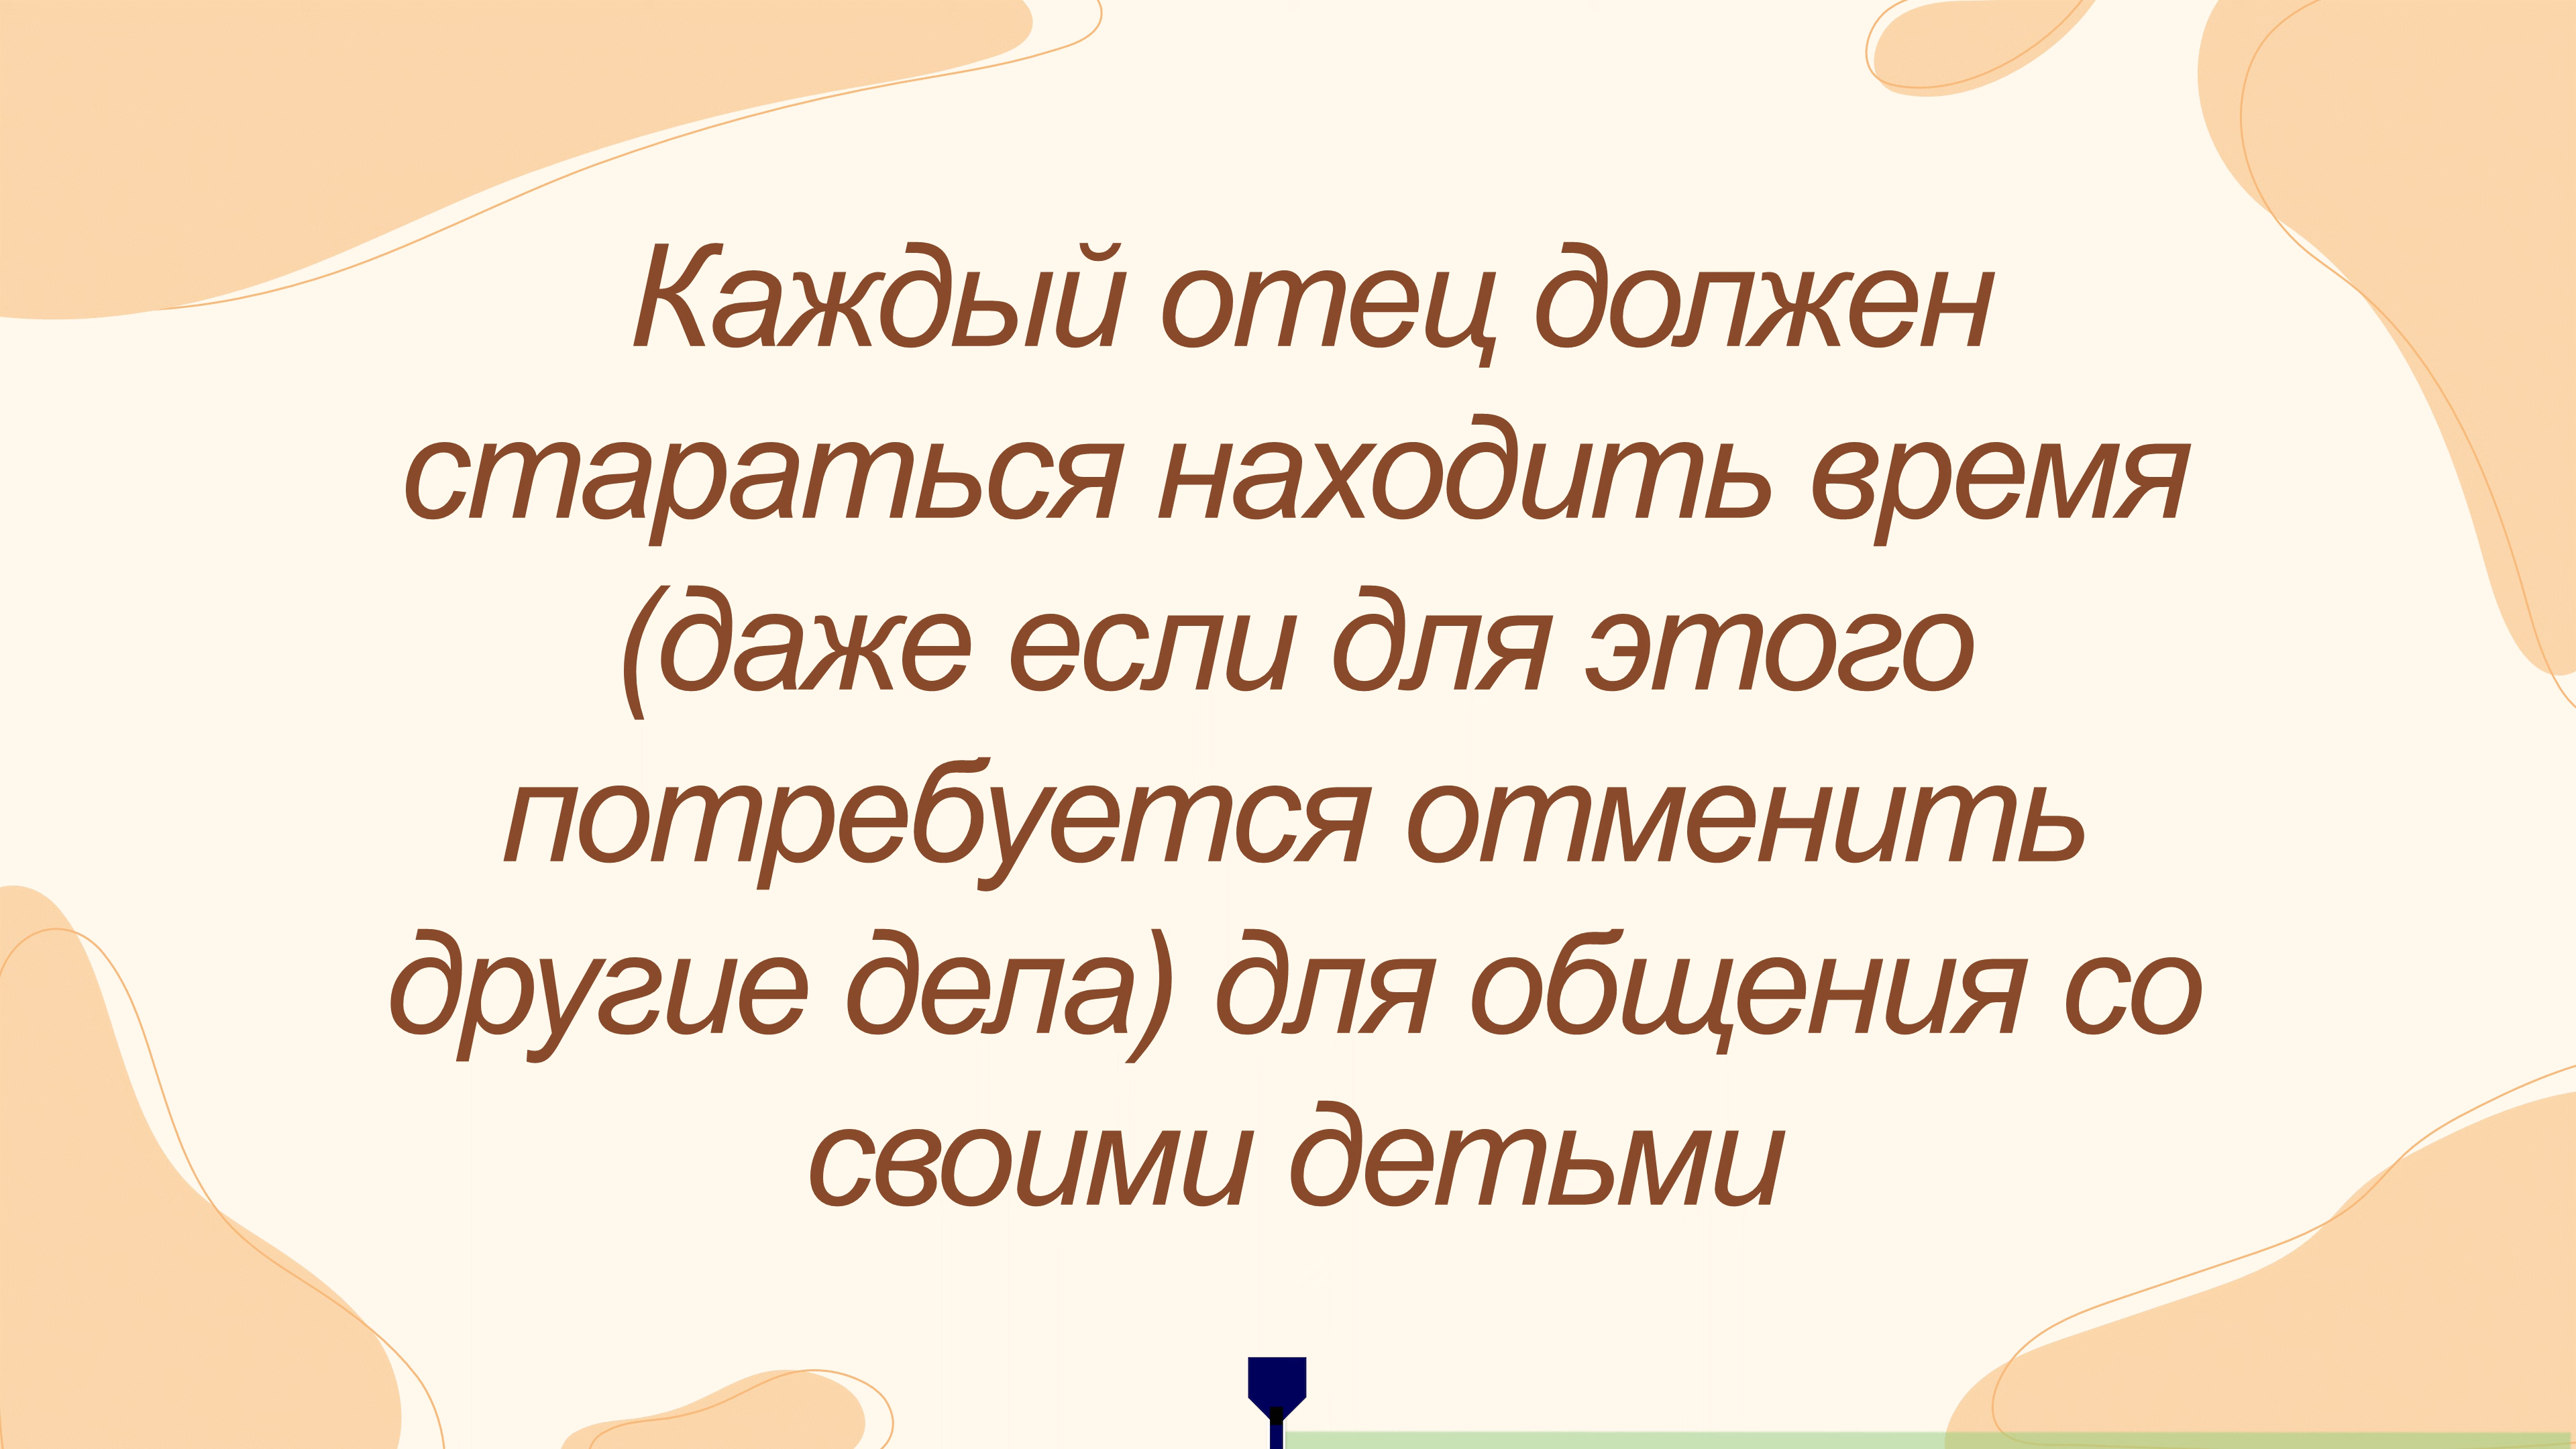 Каждый отец должен
стараться находить время
(даже если для этого
потребуется отменить
другие дела) для общения со
своими детьми